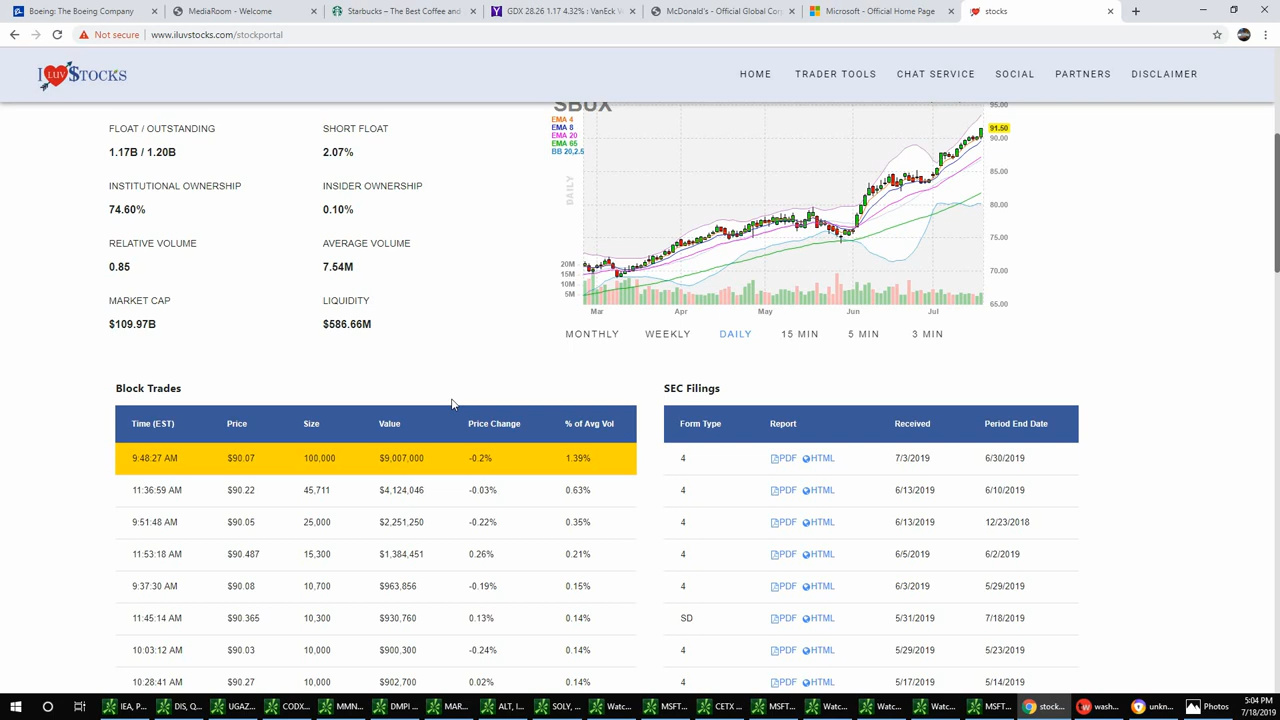 Boeing: The Boeing Company
MediaRoom - Welcome
Starbucks – The Best Coffee and
GDX 28.26 1.17 4.32% : VanEck V
McDonald's - Official Global Cor
Microsoft - Official Home Page
stocks
Not secure www.iluvstocks.com/stockportal
I LUV $TOCKS
HOME TRADER TOOLS CHAT SERVICE SOCIAL PARTNERS DISCLAIMER
FLOAT / OUTSTANDING SHORT FLOAT
1.17B / 1.20B 2.07%
INSTITUTIONAL OWNERSHIP INSIDER OWNERSHIP
74.60% 0.10%
RELATIVE VOLUME AVERAGE VOLUME
0.85 7.54M
MARKET CAP LIQUIDITY
$109.97B $586.66M
SBUX
EMA 4
EMA 8
EMA 20
EMA 65
BB 20,2.5
DAILY
95.00
91.50
90.00
85.00
80.00
75.00
70.00
65.00
20M
15M
10M
5M
Mar Apr May Jun Jul
MONTHLY WEEKLY DAILY 15 MIN 5 MIN 3 MIN
Block Trades
Time (EST) Price Size Value Price Change % of Avg Vol
9:48:27 AM $90.07 100,000 $9,007,000 -0.2% 1.39%
11:36:59 AM $90.22 45,711 $4,124,046 -0.03% 0.63%
9:51:48 AM $90.05 25,000 $2,251,250 -0.22% 0.35%
11:53:18 AM $90.487 15,300 $1,384,451 0.26% 0.21%
9:37:30 AM $90.08 10,700 $963,856 -0.19% 0.15%
11:45:14 AM $90.365 10,300 $930,760 0.13% 0.14%
10:03:12 AM $90.03 10,000 $900,300 -0.24% 0.14%
10:28:41 AM $90.27 10,000 $902,700 0.02% 0.14%
SEC Filings
Form Type Report Received Period End Date
4 PDF HTML 7/3/2019 6/30/2019
4 PDF HTML 6/13/2019 6/10/2019
4 PDF HTML 6/13/2019 12/23/2018
4 PDF HTML 6/5/2019 6/2/2019
4 PDF HTML 6/3/2019 5/29/2019
SD PDF HTML 5/31/2019 7/18/2019
4 PDF HTML 5/29/2019 5/23/2019
4 PDF HTML 5/17/2019 5/14/2019
IEA, P... DIS, Q... UGAZ... CODX... MMN... DMPI ... MAR... ALT, I... SOLY, ... Watc... MSFT... CETX ... MSFT... Watc... Watc... Watc... MSFT... stock... wash... unkn... Photos
5:04 PM
7/18/2019